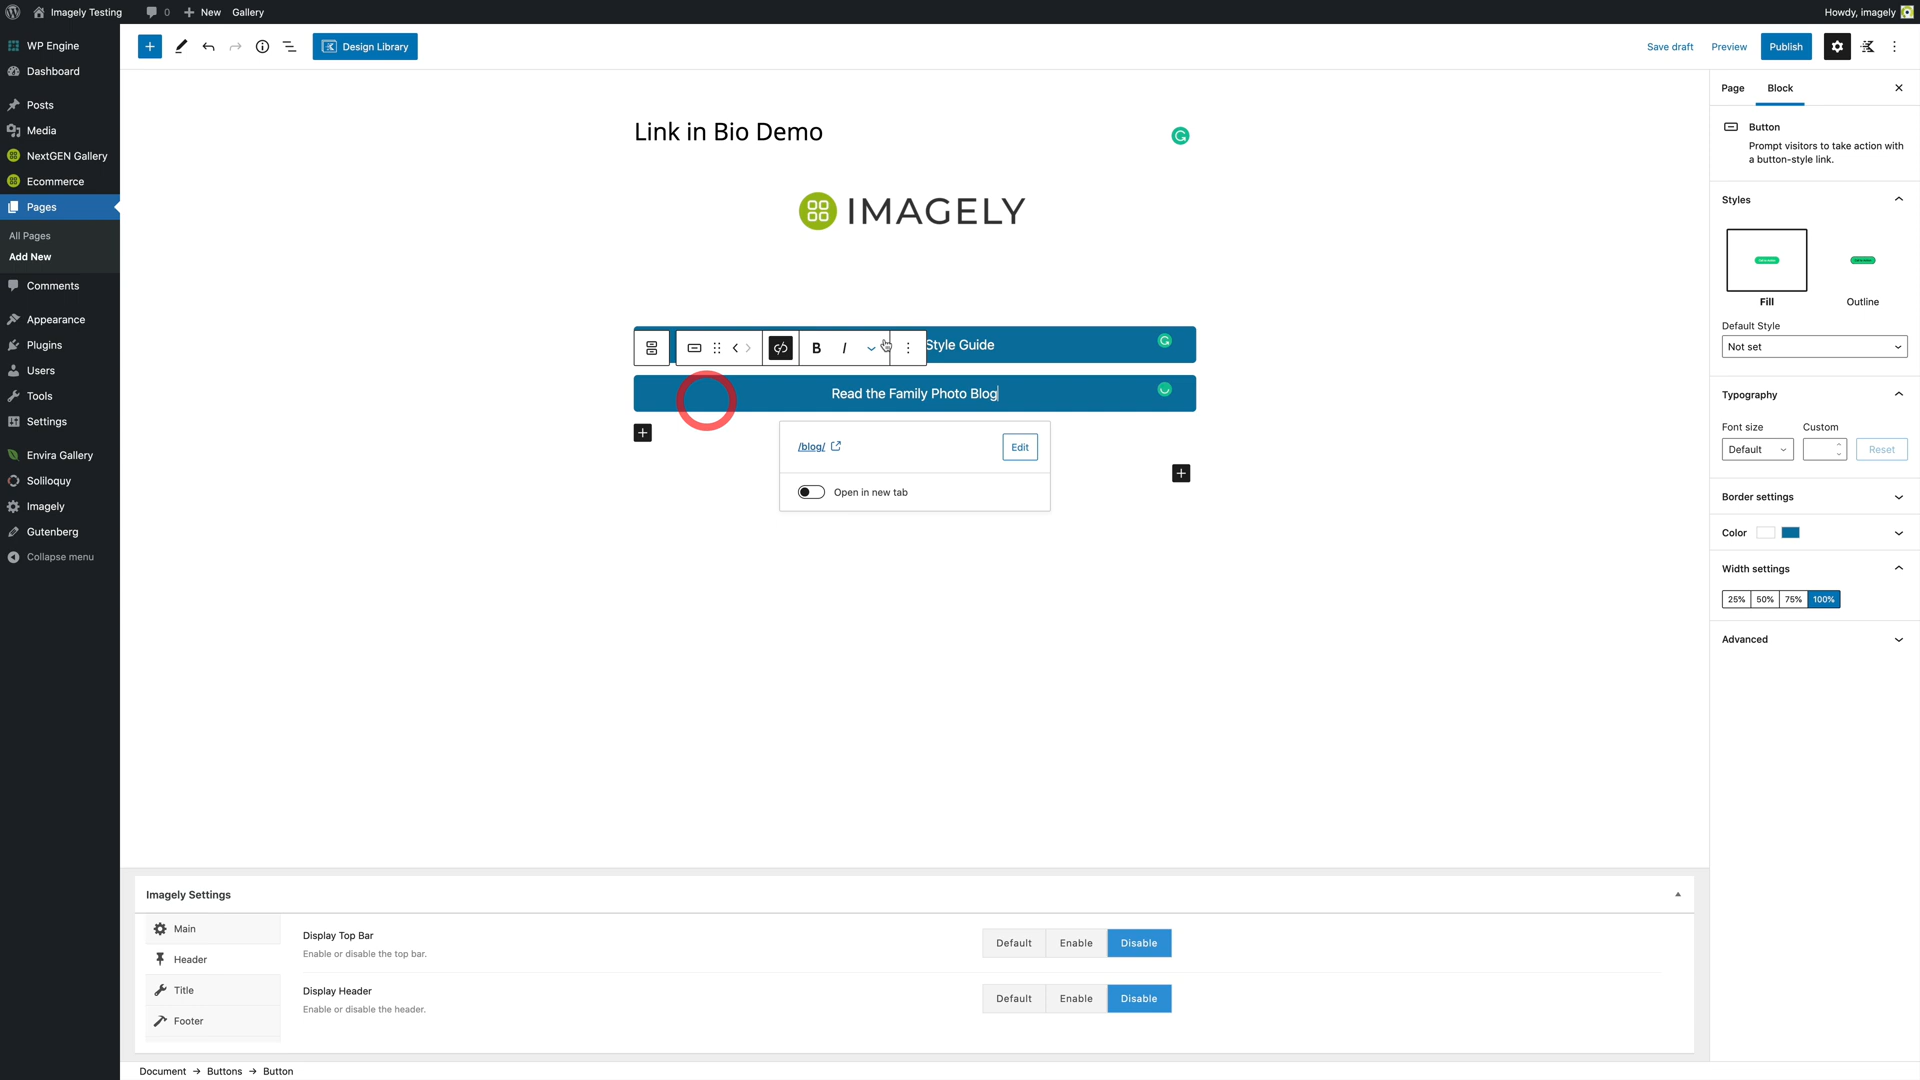 Imagely Testing 0 New Gallery Howdy, imagely
WP Engine
Dashboard
Posts
Media
NextGEN Gallery
Ecommerce
Pages
All Pages
Add New
Comments
Appearance
Plugins
Users
Tools
Settings
Envira Gallery
Soliloquy
Imagely
Gutenberg
Collapse menu
Design Library Save draft Preview Publish
Link in Bio Demo
IMAGELY
B I Style Guide
Read the Family Photo Blog
/blog/ Edit
Open in new tab
Page Block
Button
Prompt visitors to take action with
a button-style link.
Styles
Fill Outline
Default Style
Not set
Typography
Font size Custom
Default Reset
Border settings
Color
Width settings
25% 50% 75% 100%
Advanced
Imagely Settings
Main
Header
Title
Footer
Display Top Bar
Enable or disable the top bar.
Default Enable Disable
Display Header
Enable or disable the header.
Default Enable Disable
Document → Buttons → Button